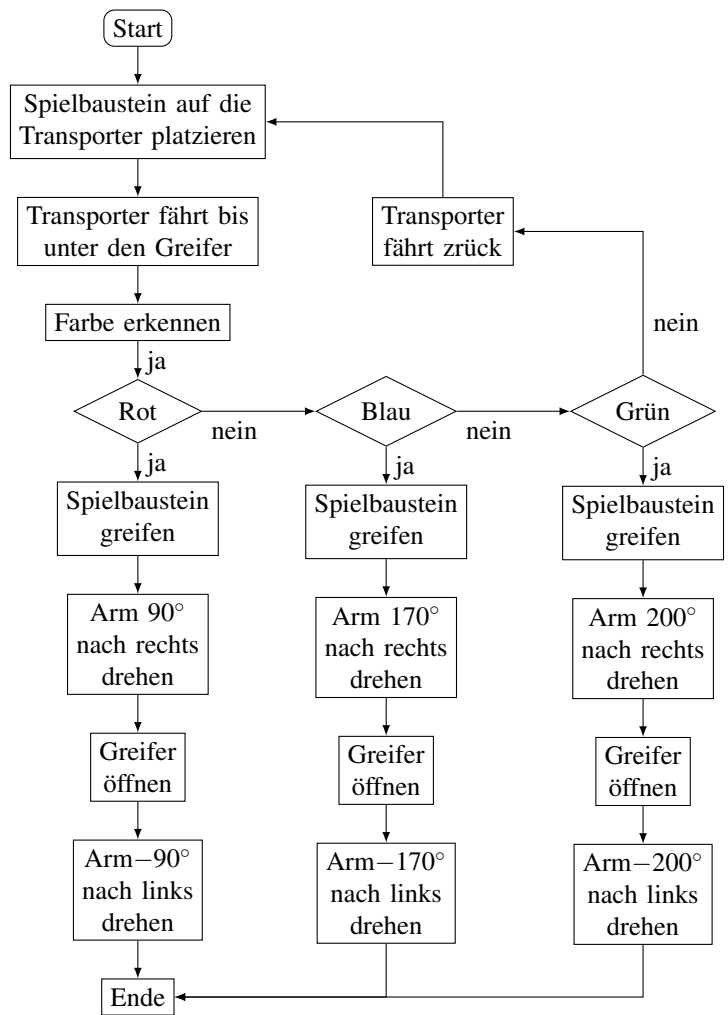 Start
Spielbaustein auf die
Transporter platzieren
Transporter fährt bis
unter den Greifer
Transporter
fährt zrück
Farbe erkennen
nein
ja
Rot
nein
Blau
nein
Grün
ja
ja
ja
Spielbaustein
greifen
Spielbaustein
greifen
Spielbaustein
greifen
Arm 90°
nach rechts
drehen
Arm 170°
nach rechts
drehen
Arm 200°
nach rechts
drehen
Greifer
öffnen
Greifer
öffnen
Greifer
öffnen
Arm−90°
nach links
drehen
Arm−170°
nach links
drehen
Arm−200°
nach links
drehen
Ende